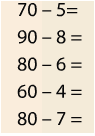 70 – 5=
90 – 8 =
80 – 6 =
60 – 4 =
80 – 7 =